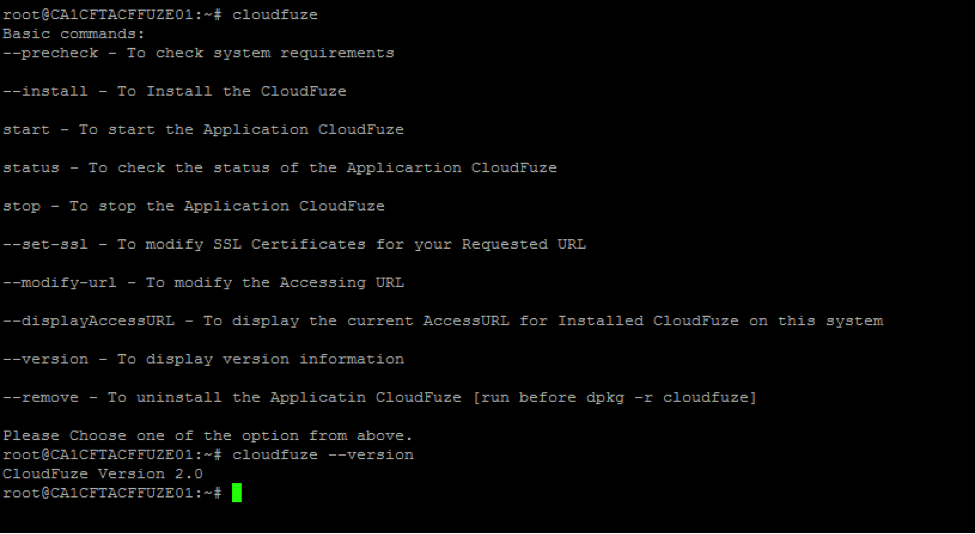 root@CA1CFTACFFUZE01:~# cloudfuze
Basic commands:
--precheck - To check system requirements
--install - To Install the CloudFuze
start - To start the Application CloudFuze
status - To check the status of the Applicartion CloudFuze
stop - To stop the Application CloudFuze
--set-ssl - To modify SSL Certificates for your Requested URL
--modify-url - To modify the Accessing URL
--displayAccessURL - To display the current AccessURL for Installed CloudFuze on this system
--version - To display version information
--remove - To uninstall the Applicatin CloudFuze [run before dpkg -r cloudfuze]
Please Choose one of the option from above.
root@CA1CFTACFFUZE01:~# cloudfuze --version
CloudFuze Version 2.0
root@CA1CFTACFFUZE01:~#